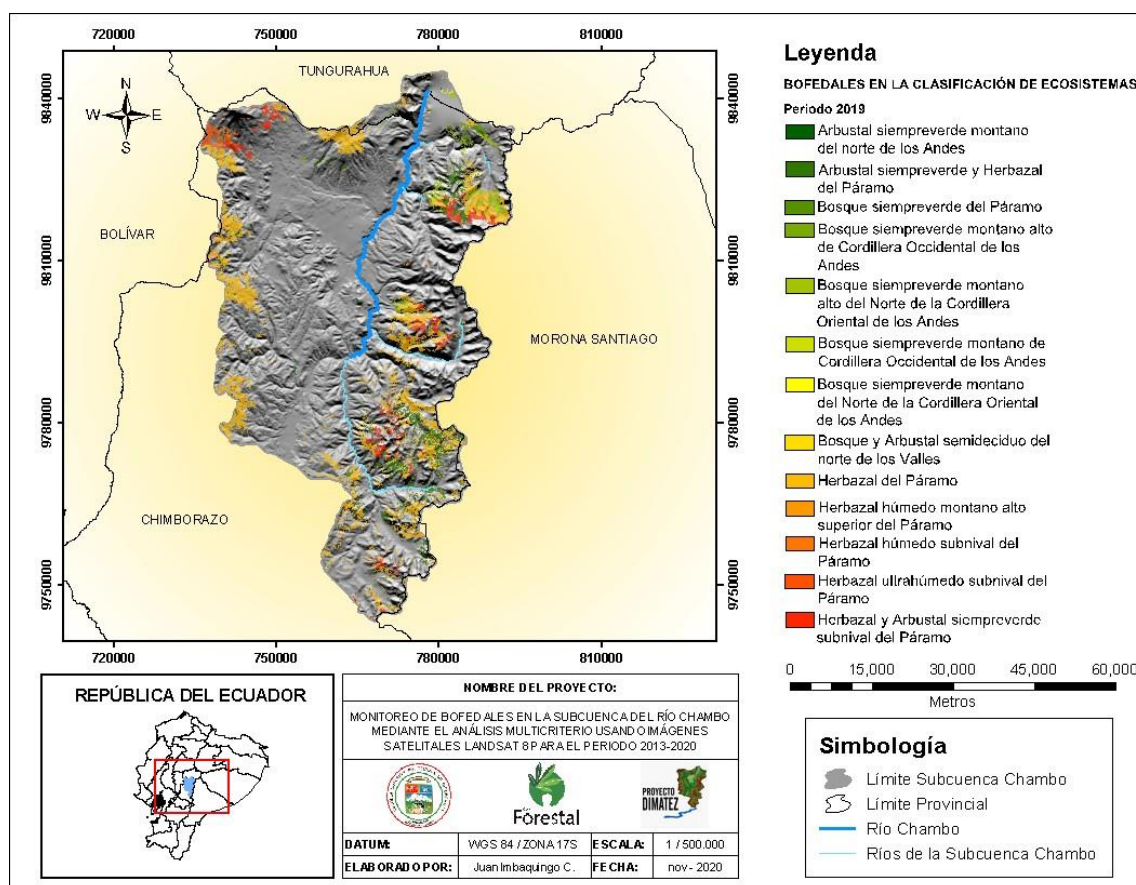 720000 750000 780000 810000
TUNGURAHUA
N
W E
S
9840000 9840000
BOLÍVAR
9810000 9810000
MORONA SANTIAGO
9780000 9780000
CHIMBORAZO
9750000 9750000
720000 750000 780000 810000
Leyenda
BOFEDALES EN LA CLASIFICACIÓN DE ECOSISTEMAS
Periodo 2019
Arbustal siempreverde montano
del norte de los Andes
Arbustal siempreverde y Herbazal
del Páramo
Bosque siempreverde del Páramo
Bosque siempreverde montano alto
de Cordillera Occidental de los
Andes
Bosque siempreverde montano
alto del Norte de la Cordillera
Oriental de los Andes
Bosque siempreverde montano de
Cordillera Occidental de los Andes
Bosque siempreverde montano
del Norte de la Cordillera Oriental
de los Andes
Bosque y Arbustal semideciduo del
norte de los Valles
Herbazal del Páramo
Herbazal húmedo montano alto
superior del Páramo
Herbazal húmedo subnival del
Páramo
Herbazal ultrahúmedo subnival del
Páramo
Herbazal y Arbustal siempreverde
subnival del Páramo
0 15,000 30,000 45,000 60,000
Metros
REPÚBLICA DEL ECUADOR
NOMBRE DEL PROYECTO:
MONITOREO DE BOFEDALES EN LA SUBCUENCA DEL RÍO CHAMBO
MEDIANTE EL ANÁLISIS MULTICRITERIO USANDO IMÁGENES
SATELITALES LANDSAT 8 PARA EL PERIODO 2013-2020
Forestal
PROYECTO
DIMATEZ
DATUM: WGS 84 / ZONA 17S ESCALA: 1 / 500.000
ELABORADO POR: Juan Imbaquingo C. FECHA: nov - 2020
Simbología
Límite Subcuenca Chambo
Límite Provincial
Río Chambo
Ríos de la Subcuenca Chambo